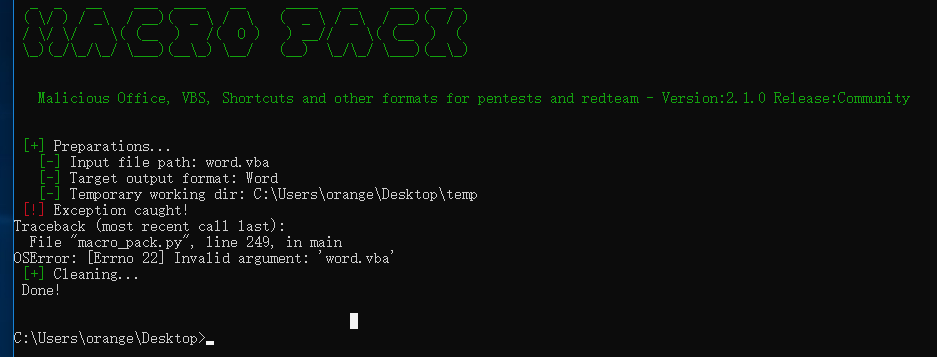 MACRO PACK
Malicious Office, VBS, Shortcuts and other formats for pentests and redteam - Version:2.1.0 Release:Community
[+] Preparations...
[-] Input file path: word.vba
[-] Target output format: Word
[-] Temporary working dir: C:\Users\orange\Desktop\temp
[!] Exception caught!
Traceback (most recent call last):
File "macro_pack.py", line 249, in main
OSError: [Errno 22] Invalid argument: 'word.vba'
[+] Cleaning...
Done!
C:\Users\orange\Desktop>